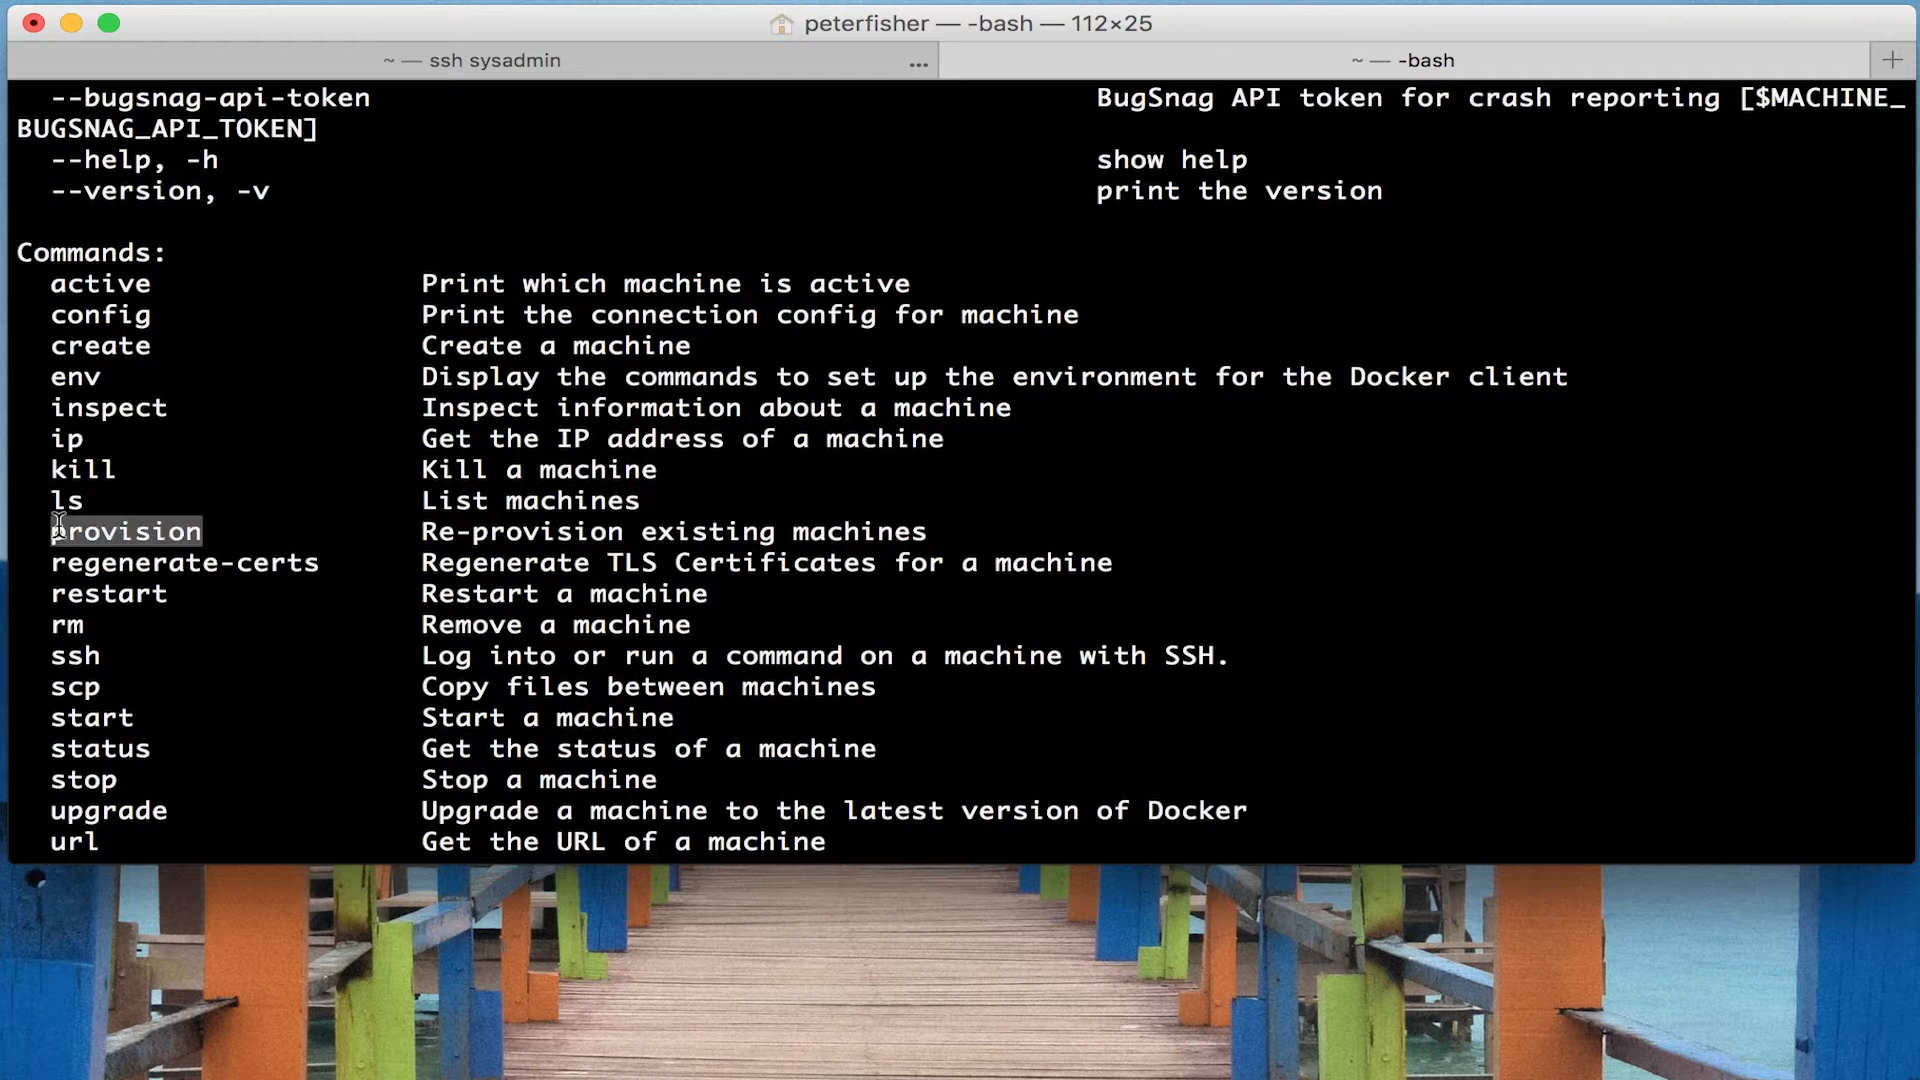 peterfisher — -bash — 112×25
~ — ssh sysadmin ... ~ — -bash +
--bugsnag-api-token BugSnag API token for crash reporting [$MACHINE_
BUGSNAG_API_TOKEN]
--help, -h show help
--version, -v print the version
Commands:
active Print which machine is active
config Print the connection config for machine
create Create a machine
env Display the commands to set up the environment for the Docker client
inspect Inspect information about a machine
ip Get the IP address of a machine
kill Kill a machine
ls List machines
provision Re-provision existing machines
regenerate-certs Regenerate TLS Certificates for a machine
restart Restart a machine
rm Remove a machine
ssh Log into or run a command on a machine with SSH.
scp Copy files between machines
start Start a machine
status Get the status of a machine
stop Stop a machine
upgrade Upgrade a machine to the latest version of Docker
url Get the URL of a machine